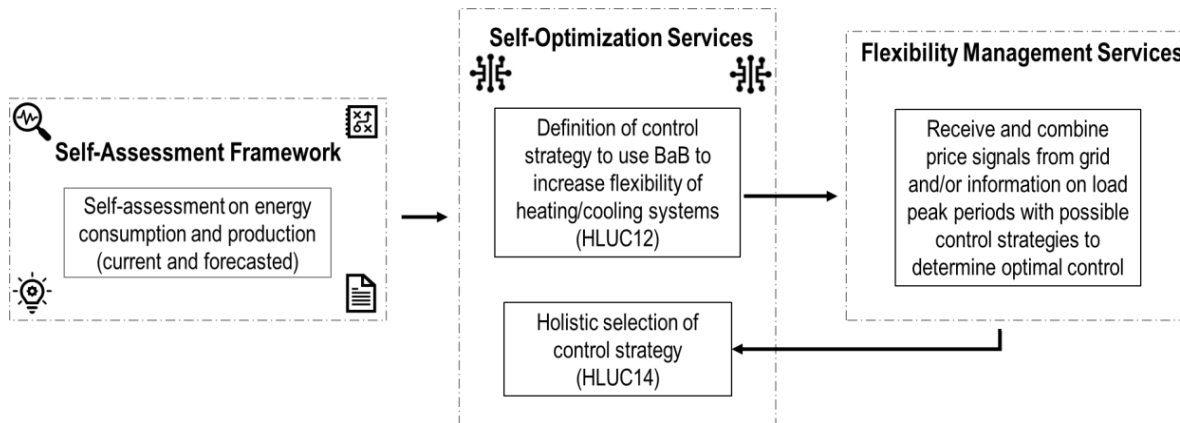 Self-Assessment Framework
Self-assessment on energy
consumption and production
(current and forecasted)
Self-Optimization Services
Definition of control
strategy to use BaB to
increase flexibility of
heating/cooling systems
(HLUC12)
Holistic selection of
control strategy
(HLUC14)
Flexibility Management Services
Receive and combine
price signals from grid
and/or information on load
peak periods with possible
control strategies to
determine optimal control